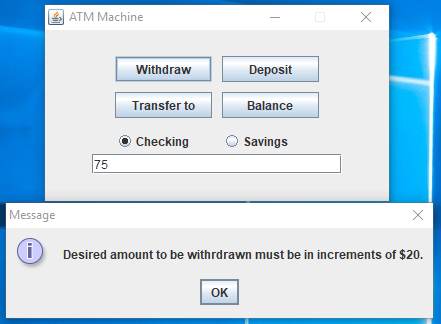 ATM Machine
Withdraw Deposit
Transfer to Balance
Checking Savings
75
Message
Desired amount to be withrdrawn must be in increments of $20.
OK